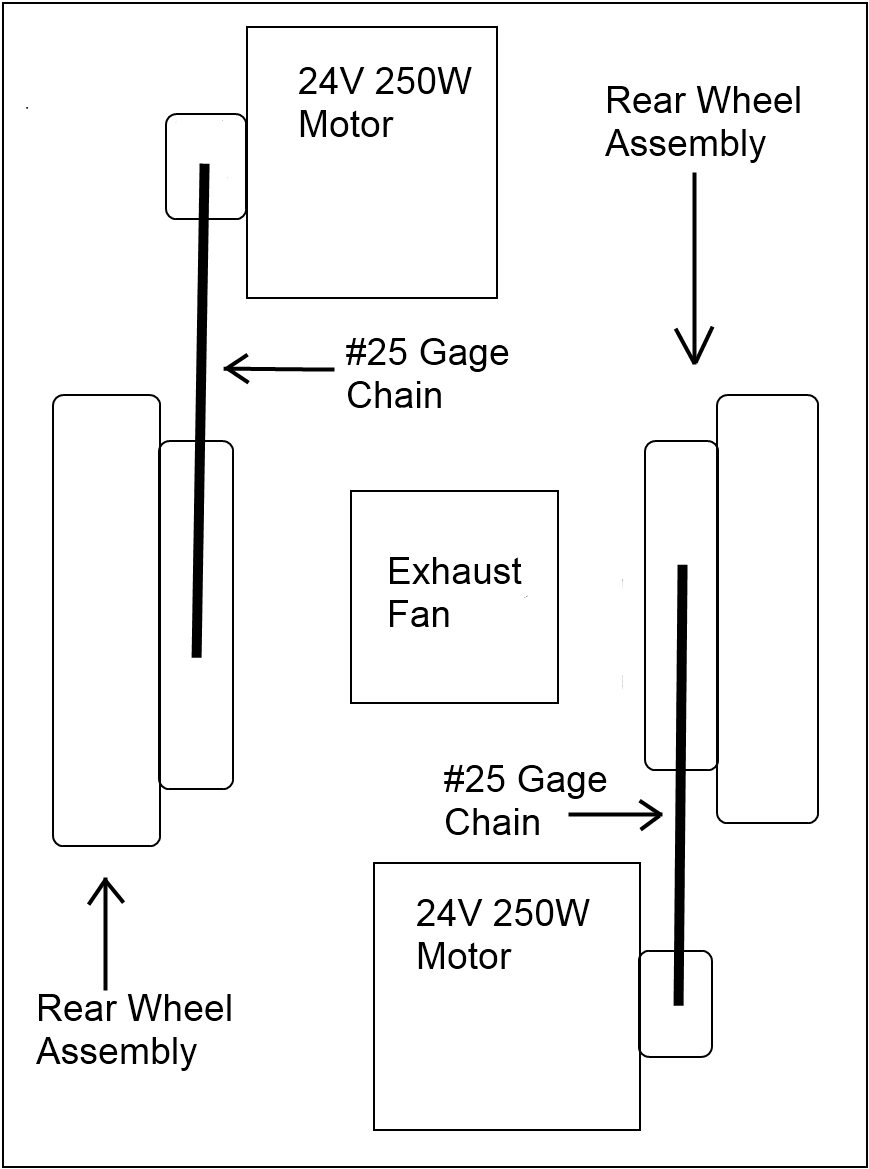 24V 250W
Motor
Rear Wheel
Assembly
#25 Gage
Chain
Exhaust
Fan
#25 Gage
Chain
24V 250W
Motor
Rear Wheel
Assembly